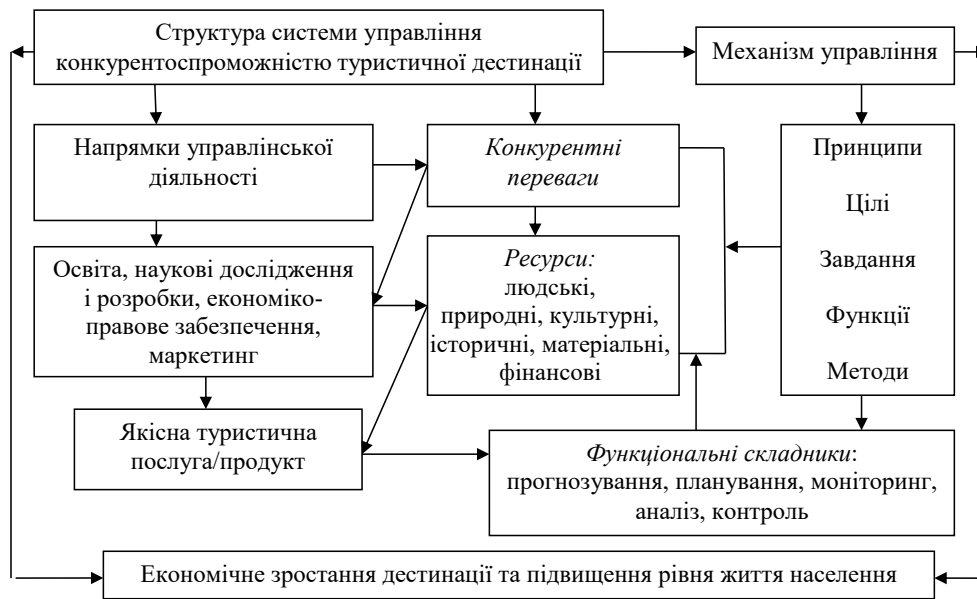 Структура системи управління
конкурентоспроможністю туристичної дестинації
Механізм управління
Напрямки управлінської
діяльності
Конкурентні
переваги
Принципи
Цілі
Завдання
Функції
Методи
Освіта, наукові дослідження
і розробки, економіко-
правове забезпечення,
маркетинг
Ресурси:
людські,
природні, культурні,
історичні, матеріальні,
фінансові
Якісна туристична
послуга/продукт
Функціональні складники:
прогнозування, планування, моніторинг,
аналіз, контроль
Економічне зростання дестинації та підвищення рівня життя населення